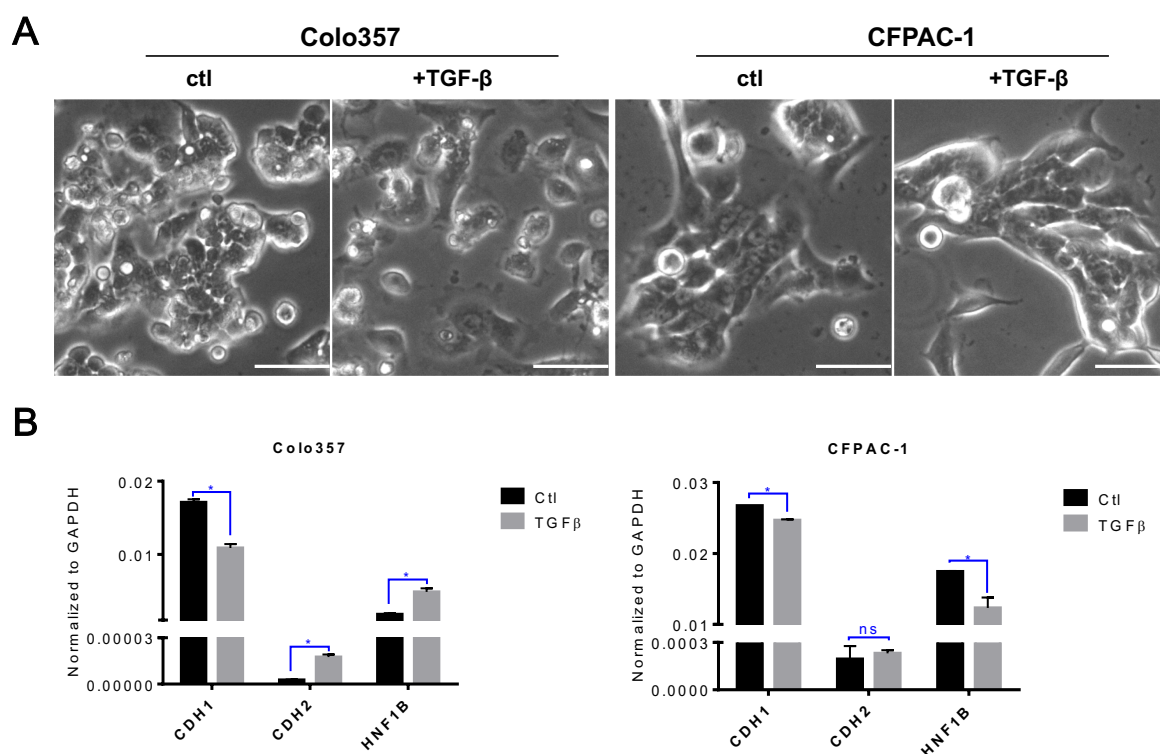 A
Colo357
CFPAC-1
ctl
+TGF-β
ctl
+TGF-β
B
Colo357
Normalized to GAPDH
0.02
0.01
0.00003
0.00000
*
*
*
CDH1
CDH2
HNF1B
Ctl
TGFβ
CFPAC-1
Normalized to GAPDH
0.03
0.02
0.01
0.0003
0.0000
*
ns
*
CDH1
CDH2
HNF1B
Ctl
TGFβ